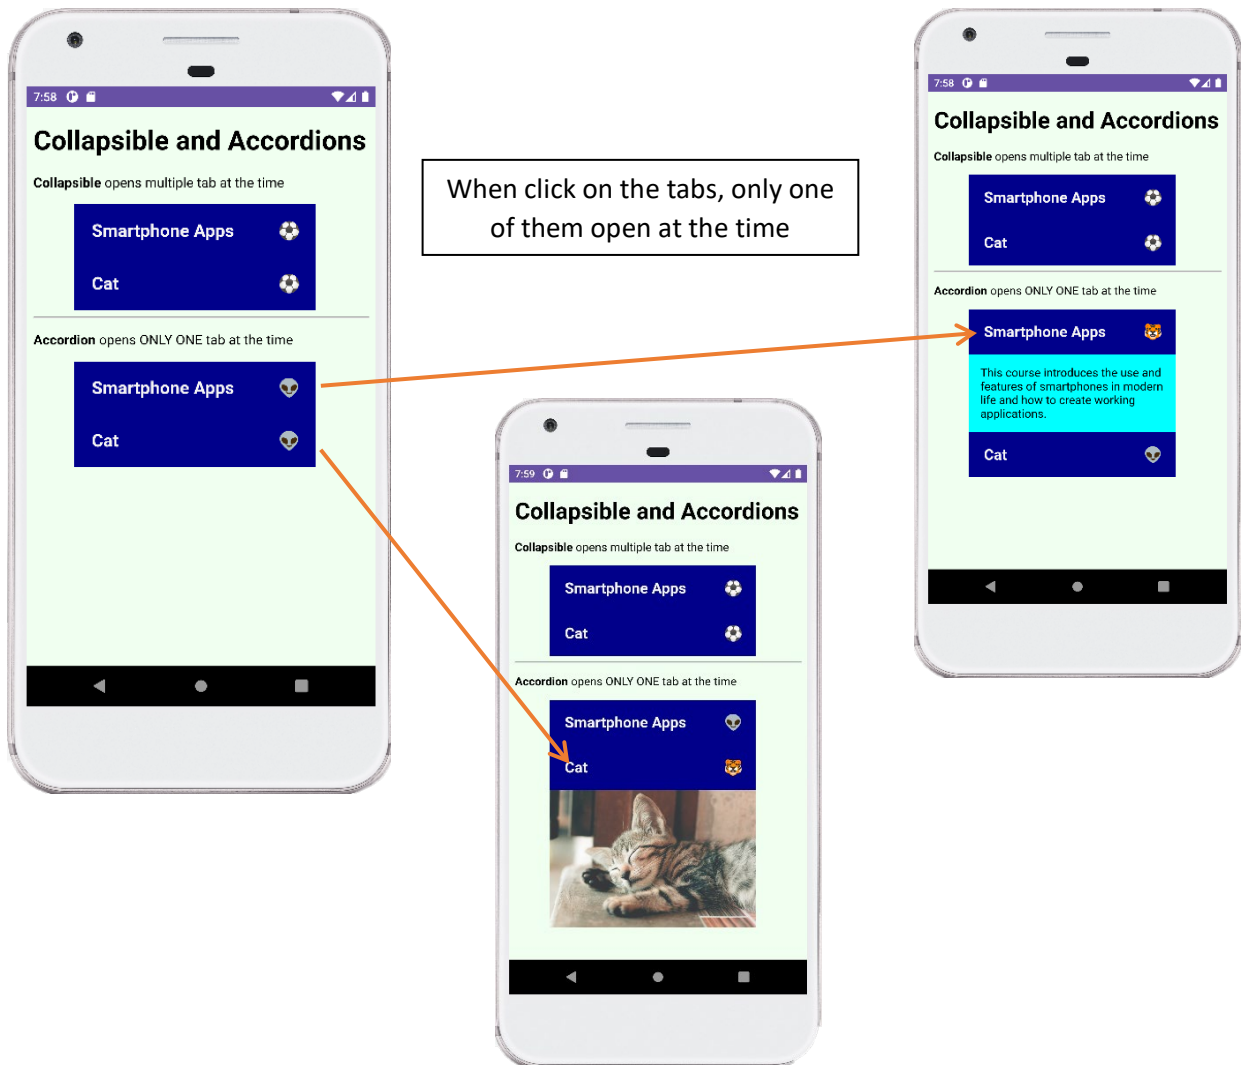 7:58
Collapsible and Accordions
Collapsible opens multiple tab at the time
Smartphone Apps
Cat
Accordion opens ONLY ONE tab at the time
Smartphone Apps
Cat
When click on the tabs, only one
of them open at the time
7:58
Collapsible and Accordions
Collapsible opens multiple tab at the time
Smartphone Apps
Cat
Accordion opens ONLY ONE tab at the time
Smartphone Apps
This course introduces the use and
features of smartphones in modern
life and how to create working
applications.
Cat
7:59
Collapsible and Accordions
Collapsible opens multiple tab at the time
Smartphone Apps
Cat
Accordion opens ONLY ONE tab at the time
Smartphone Apps
Cat